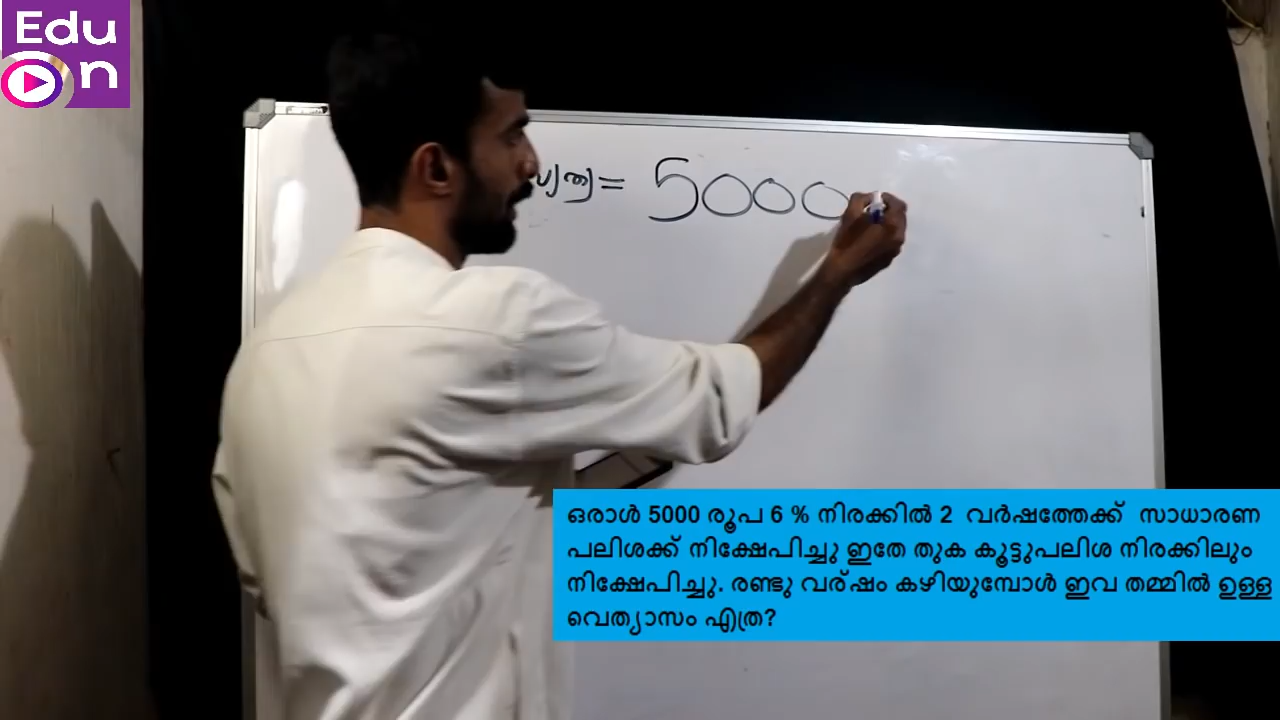 Edu
On
= 5000
ഒരാൾ 5000 രൂപ 6 % നിരക്കിൽ 2 വർഷത്തേക്ക് സാധാരണ
പലിശക്ക് നിക്ഷേപിച്ചു ഇതേ തുക കൂട്ടുപലിശ നിരക്കിലും
നിക്ഷേപിച്ചു. രണ്ടു വര്ഷം കഴിയുമ്പോൾ ഇവ തമ്മിൽ ഉള്ള
വെത്യാസം എത്ര?